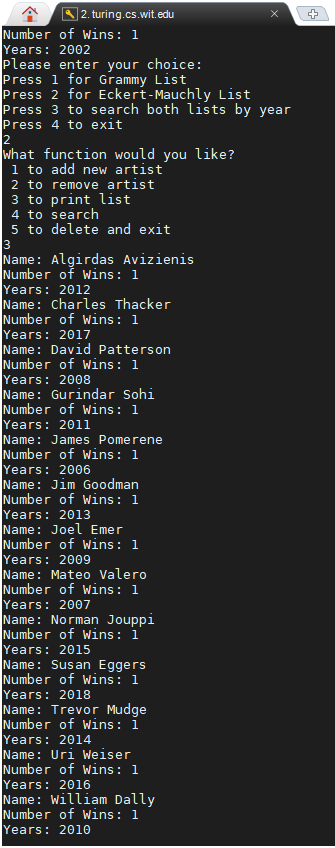 2. turing.cs.wit.edu
Number of Wins: 1
Years: 2002
Please enter your choice:
Press 1 for Grammy List
Press 2 for Eckert-Mauchly List
Press 3 to search both lists by year
Press 4 to exit
2
What function would you like?
1 to add new artist
2 to remove artist
3 to print list
4 to search
5 to delete and exit
3
Name: Algirdas Avizienis
Number of Wins: 1
Years: 2012
Name: Charles Thacker
Number of Wins: 1
Years: 2017
Name: David Patterson
Number of Wins: 1
Years: 2008
Name: Gurindar Sohi
Number of Wins: 1
Years: 2011
Name: James Pomerene
Number of Wins: 1
Years: 2006
Name: Jim Goodman
Number of Wins: 1
Years: 2013
Name: Joel Emer
Number of Wins: 1
Years: 2009
Name: Mateo Valero
Number of Wins: 1
Years: 2007
Name: Norman Jouppi
Number of Wins: 1
Years: 2015
Name: Susan Eggers
Number of Wins: 1
Years: 2018
Name: Trevor Mudge
Number of Wins: 1
Years: 2014
Name: Uri Weiser
Number of Wins: 1
Years: 2016
Name: William Dally
Number of Wins: 1
Years: 2010